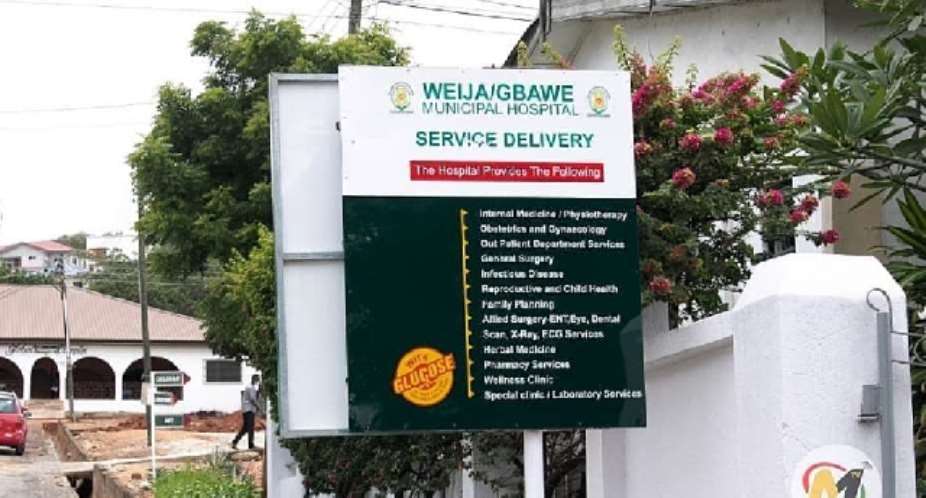 WEIJA/GBAWE
MUNICIPAL HOSPITAL
SERVICE DELIVERY
The Hospital Provides The Following
Internal Medicine / Physiotherapy
Obstetrics and Gynaecology
Out Patient Department Services
General Surgery
Infectious Disease
Reproductive and Child Health
Family Planning
Allied Surgery-ENT/Eye, Dental
Scan, X-Ray, ECG Services
Herbal Medicine
Pharmacy Services
Wellness Clinic
Special clinic / Laboratory Services
WITH
GLUCOSE